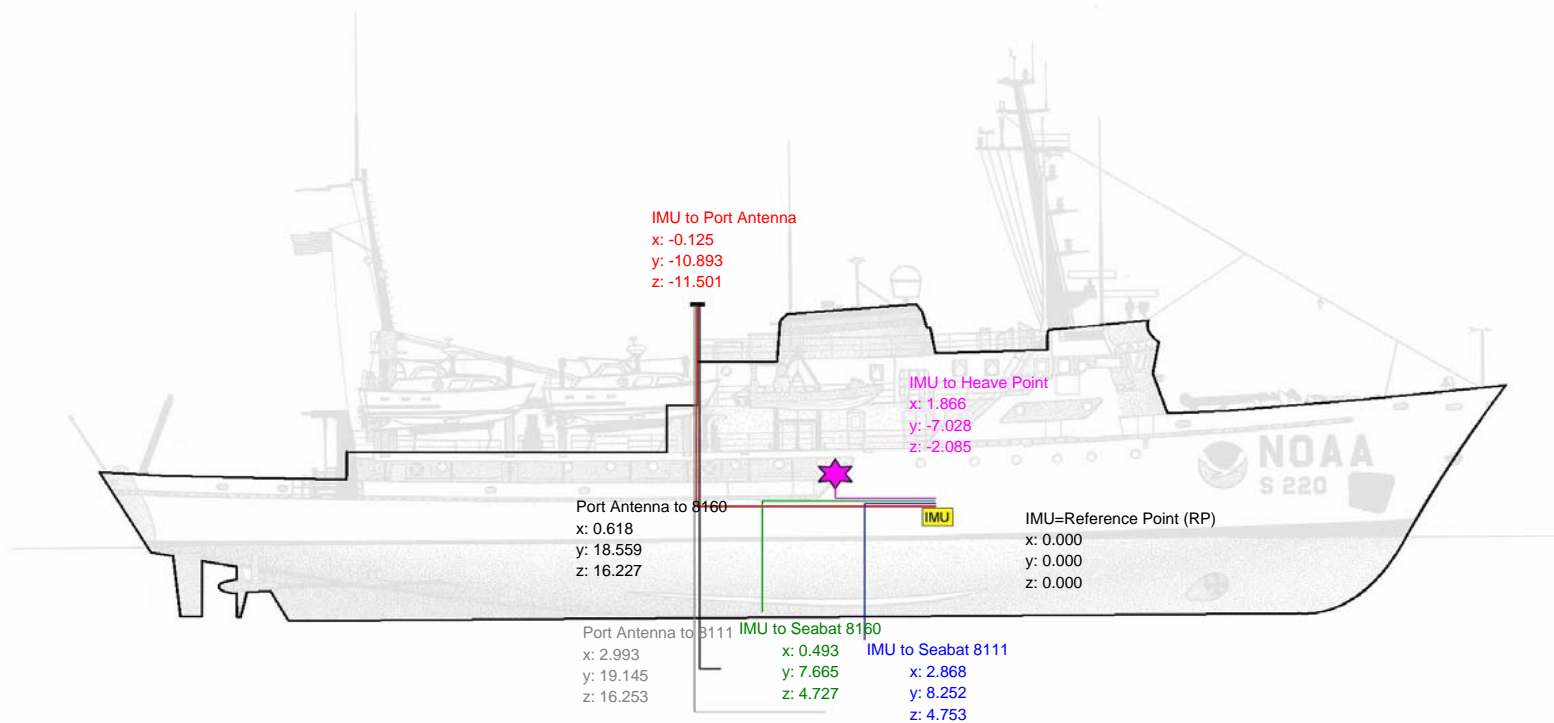 IMU to Port Antenna
x: -0.125
y: -10.893
z: -11.501
IMU to Heave Point
x: 1.866
y: -7.028
z: -2.085
NOAA
S 220
Port Antenna to 8160
x: 0.618
y: 18.559
z: 16.227
IMU
IMU=Reference Point (RP)
x: 0.000
y: 0.000
z: 0.000
Port Antenna to 8111
x: 2.993
y: 19.145
z: 16.253
IMU to Seabat 8160
x: 0.493
y: 7.665
z: 4.727
IMU to Seabat 8111
x: 2.868
y: 8.252
z: 4.753